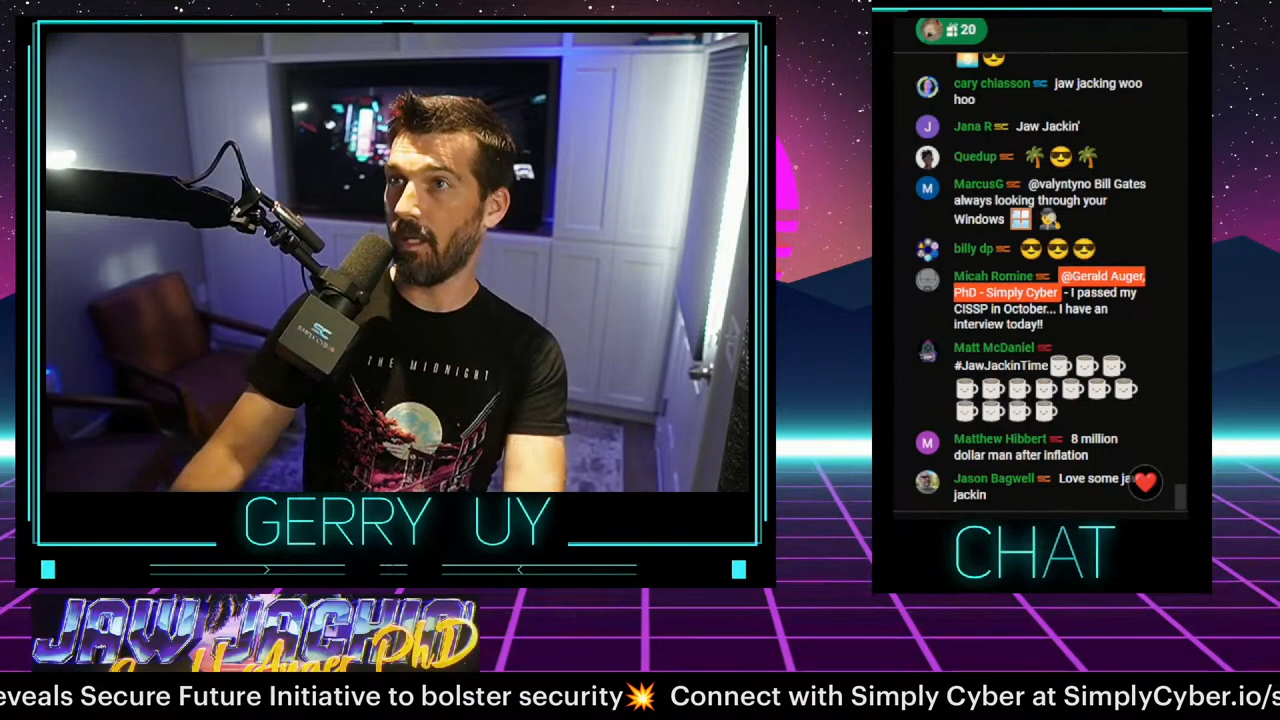 20
cary chiasson jaw jacking woo
hoo
Jana R Jaw Jackin'
Quedup
MarcusG @valyntyno Bill Gates
always looking through your
Windows
billy dp
Micah Romine @Gerald Auger,
PhD - Simply Cyber - I passed my
CISSP in October... I have an
interview today!!
Matt McDaniel
#JawJackinTime
Matthew Hibbert 8 million
dollar man after inflation
Jason Bagwell Love some ja
jackin
J
M
M
SC
SIMPLY CYBER
THE MIDNIGHT
GERRY UY
CHAT
JAW JACKIN'
PhD
eveals Secure Future Initiative to bolster security💥 Connect with Simply Cyber at SimplyCyber.io/s